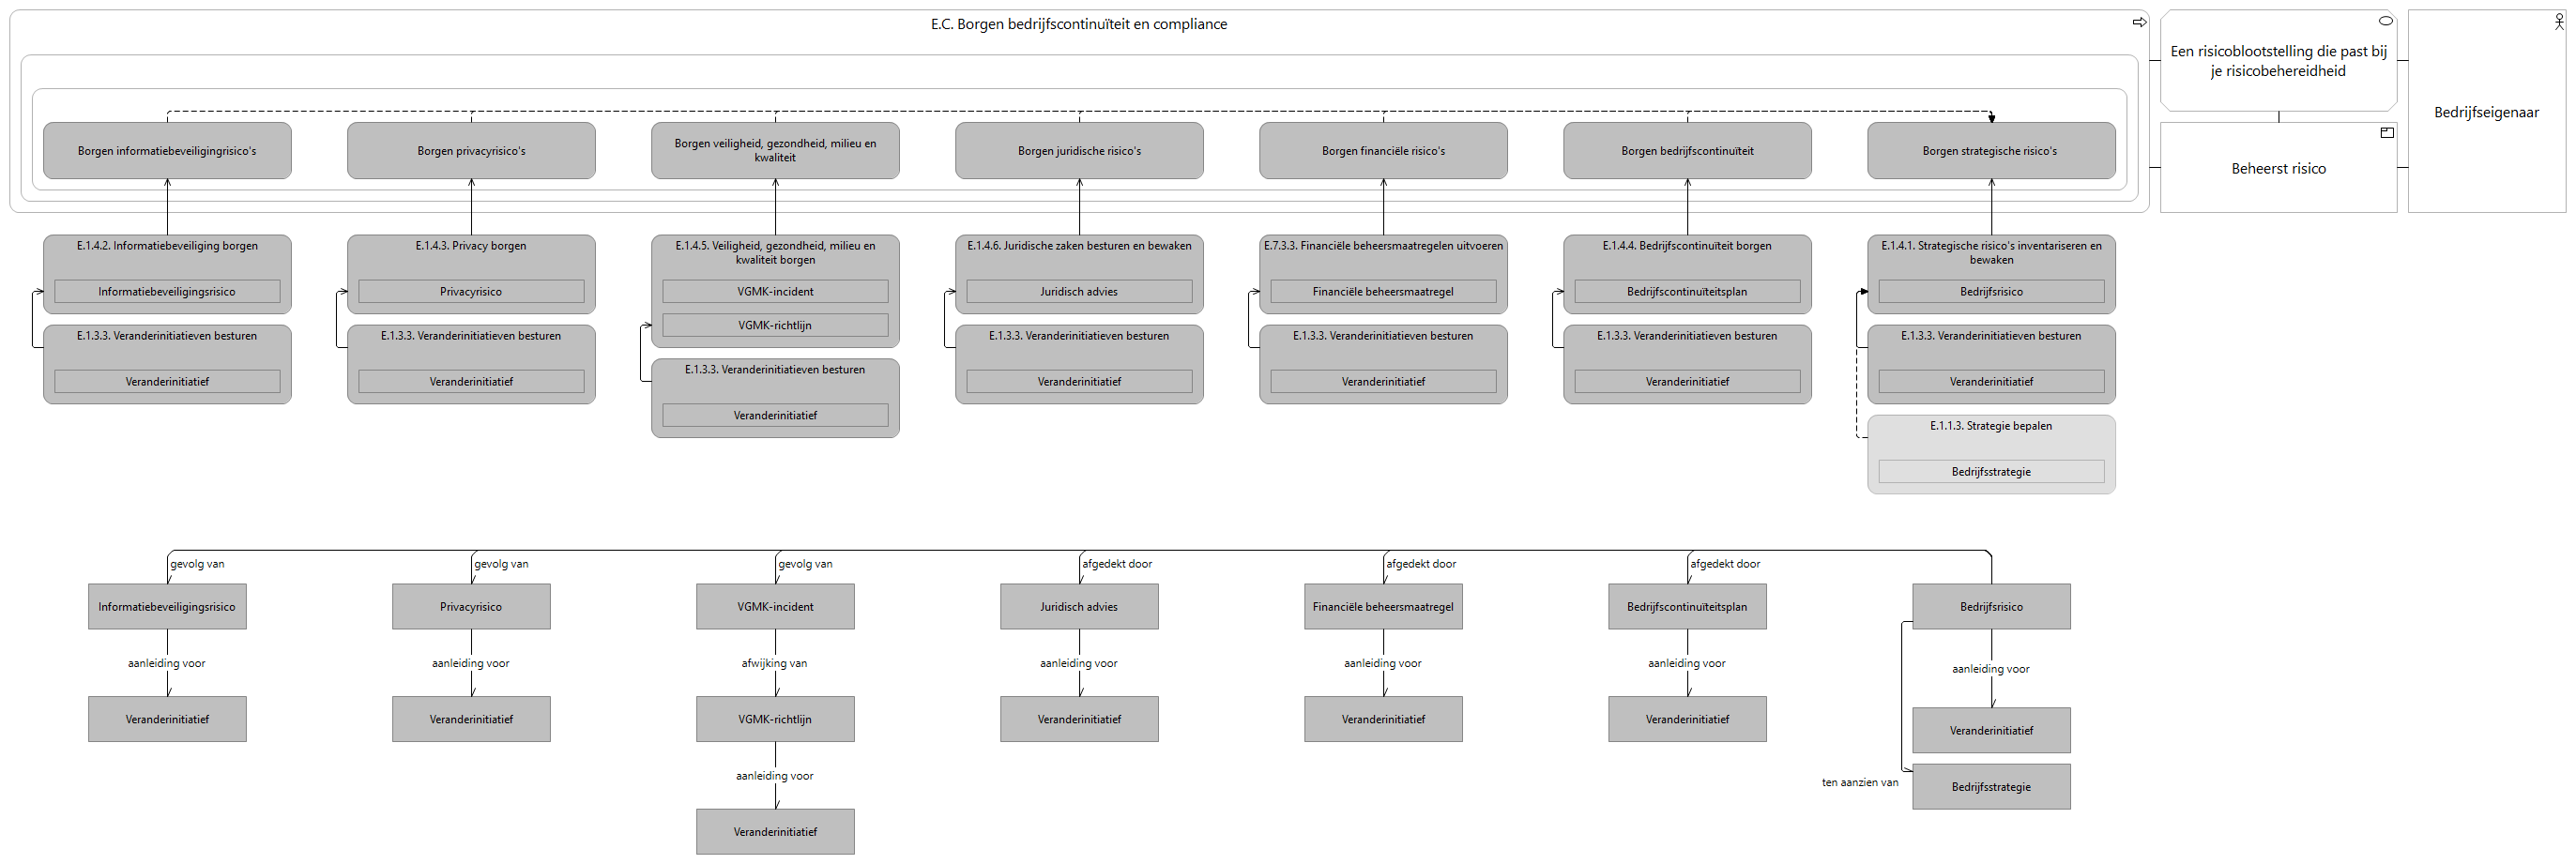 E.C. Borgen bedrijfscontinuïteit en compliance
Een risicoblootstelling die past bij
je risicobehereidheid
Bedrijfseigenaar
Beheerst risico
Borgen informatiebeveiligingrisico's
Borgen privacyrisico's
Borgen veiligheid, gezondheid, milieu en
kwaliteit
Borgen juridische risico's
Borgen financiële risico's
Borgen bedrijfscontinuïteit
Borgen strategische risico's
E.1.4.2. Informatiebeveiliging borgen
Informatiebeveiligingsrisico
E.1.4.3. Privacy borgen
Privacyrisico
E.1.4.5. Veiligheid, gezondheid, milieu en
kwaliteit borgen
VGMK-incident
VGMK-richtlijn
E.1.4.6. Juridische zaken besturen en bewaken
Juridisch advies
E.7.3.3. Financiële beheersmaatregelen uitvoeren
Financiële beheersmaatregel
E.1.4.4. Bedrijfscontinuïteit borgen
Bedrijfscontinuïteitsplan
E.1.4.1. Strategische risico's inventariseren en
bewaken
Bedrijfsrisico
E.1.3.3. Veranderinitiatieven besturen
Veranderinitiatief
E.1.3.3. Veranderinitiatieven besturen
Veranderinitiatief
E.1.3.3. Veranderinitiatieven besturen
Veranderinitiatief
E.1.3.3. Veranderinitiatieven besturen
Veranderinitiatief
E.1.3.3. Veranderinitiatieven besturen
Veranderinitiatief
E.1.3.3. Veranderinitiatieven besturen
Veranderinitiatief
E.1.3.3. Veranderinitiatieven besturen
Veranderinitiatief
E.1.1.3. Strategie bepalen
Bedrijfsstrategie
gevolg van
gevolg van
gevolg van
afgedekt door
afgedekt door
afgedekt door
Informatiebeveiligingsrisico
Privacyrisico
VGMK-incident
Juridisch advies
Financiële beheersmaatregel
Bedrijfscontinuïteitsplan
Bedrijfsrisico
aanleiding voor
aanleiding voor
afwijking van
aanleiding voor
aanleiding voor
aanleiding voor
aanleiding voor
Veranderinitiatief
Veranderinitiatief
VGMK-richtlijn
Veranderinitiatief
Veranderinitiatief
Veranderinitiatief
Veranderinitiatief
aanleiding voor
ten aanzien van
Bedrijfsstrategie
Veranderinitiatief